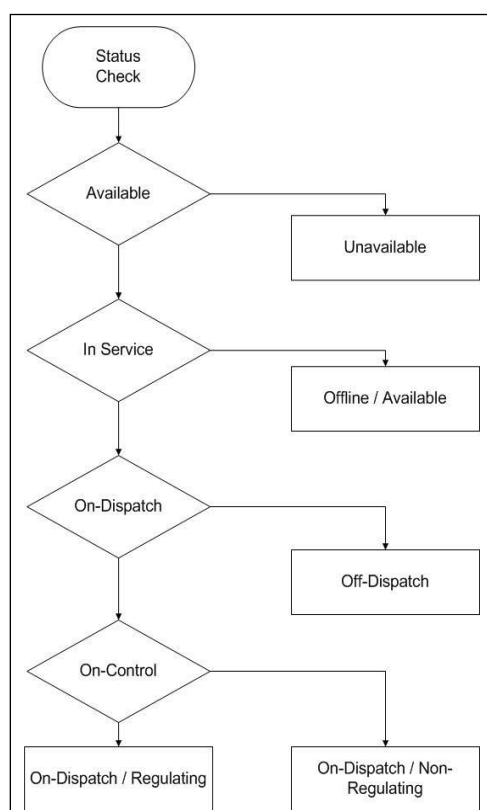 Status
Check
Available
Unavailable
In Service
Offline / Available
On-Dispatch
Off-Dispatch
On-Control
On-Dispatch / Regulating
On-Dispatch / Non-
Regulating